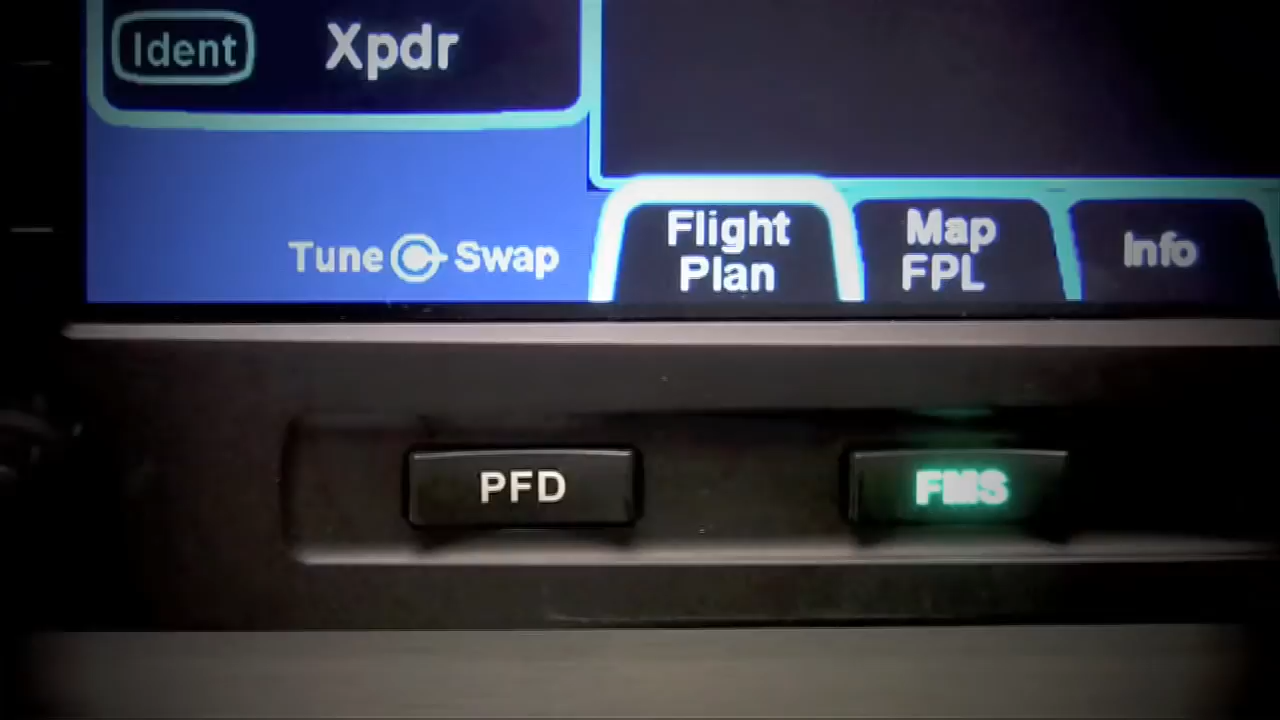 Ident Xpdr
Tune Swap
Flight
Plan
Map
FPL
Info
PFD
FMS